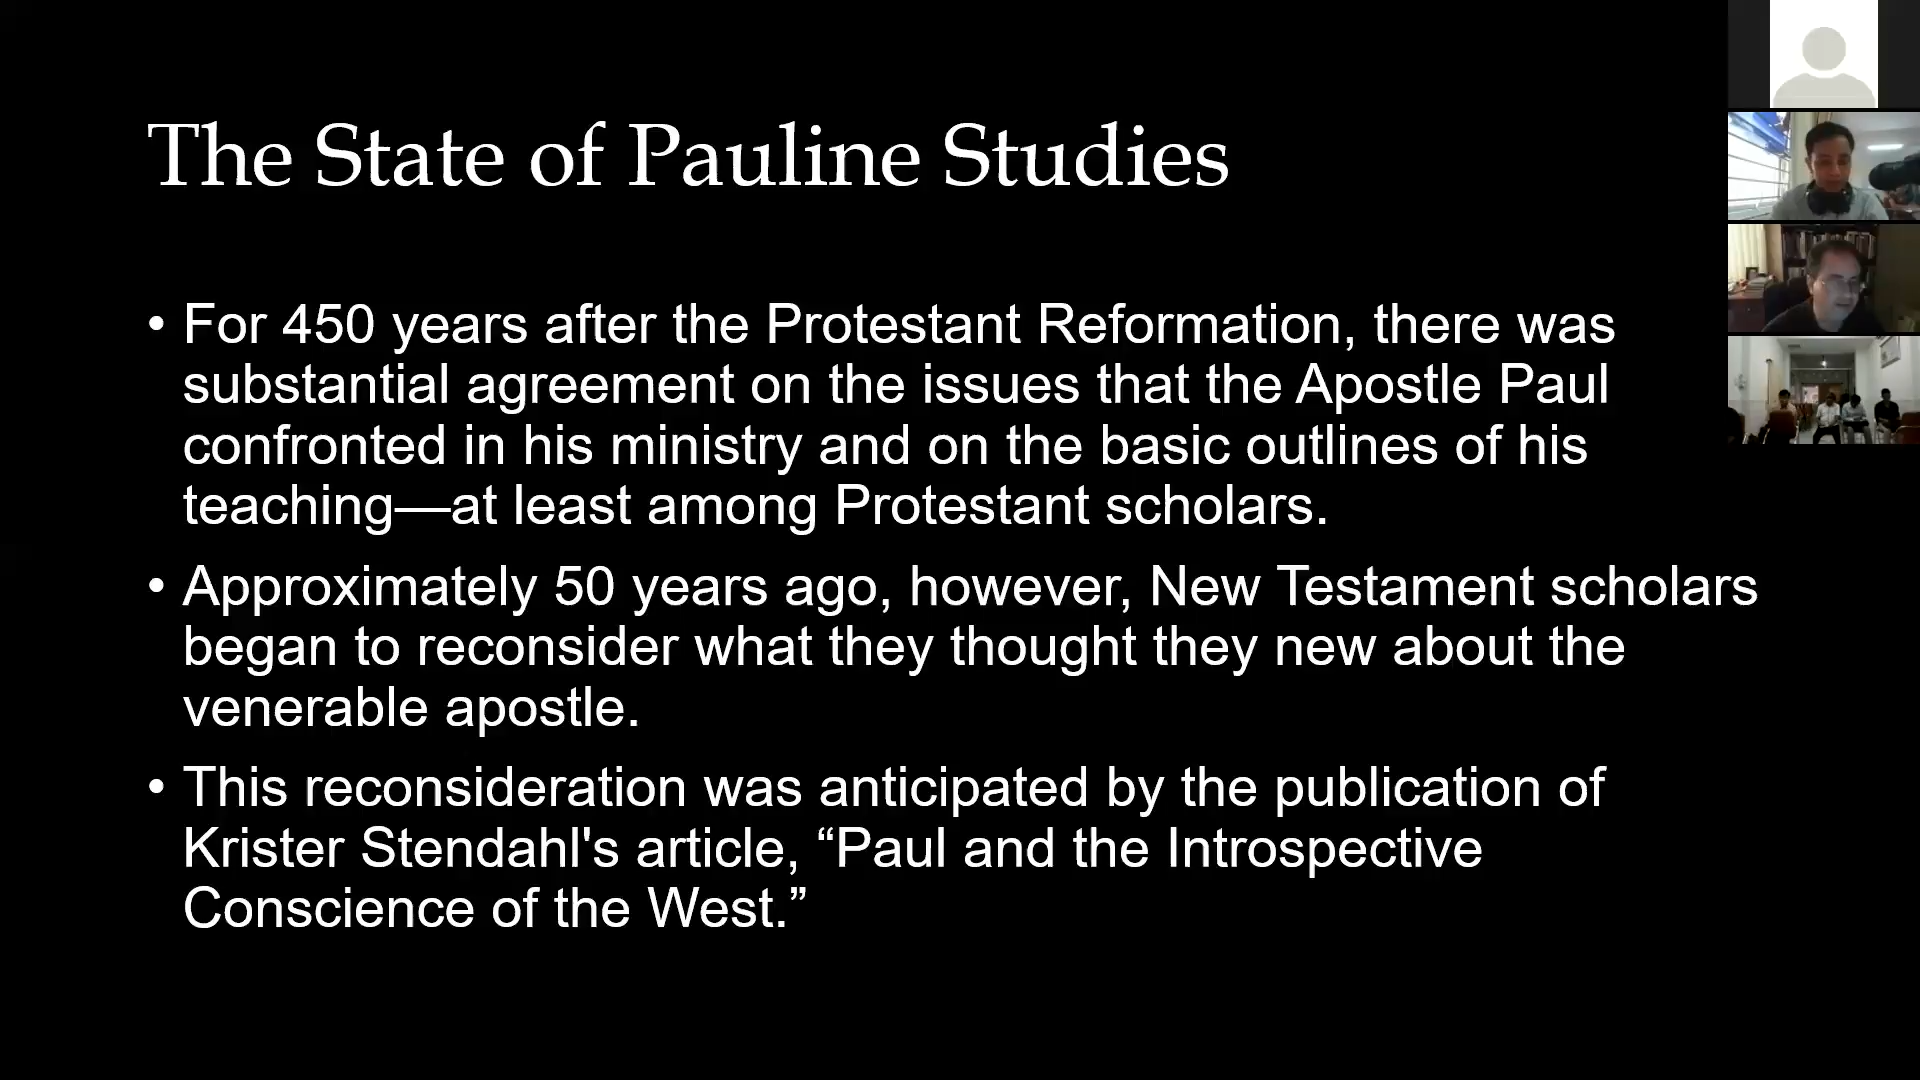 The State of Pauline Studies
• For 450 years after the Protestant Reformation, there was
substantial agreement on the issues that the Apostle Paul
confronted in his ministry and on the basic outlines of his
teaching—at least among Protestant scholars.
• Approximately 50 years ago, however, New Testament scholars
began to reconsider what they thought they new about the
venerable apostle.
• This reconsideration was anticipated by the publication of
Krister Stendahl's article, “Paul and the Introspective
Conscience of the West.”